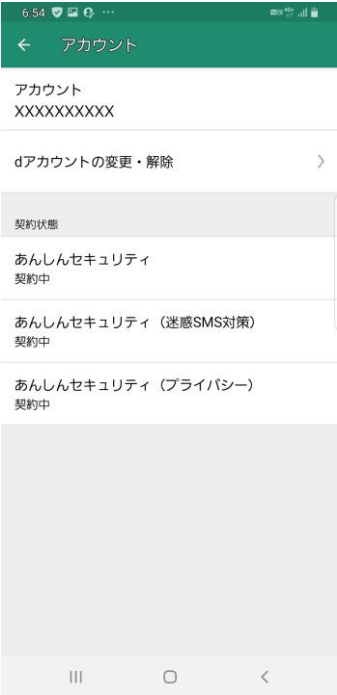 6:54
アカウント
アカウント
XXXXXXXXXX
dアカウントの変更・解除
契約状態
あんしんセキュリティ
契約中
あんしんセキュリティ（迷惑SMS対策）
契約中
あんしんセキュリティ（プライバシー）
契約中